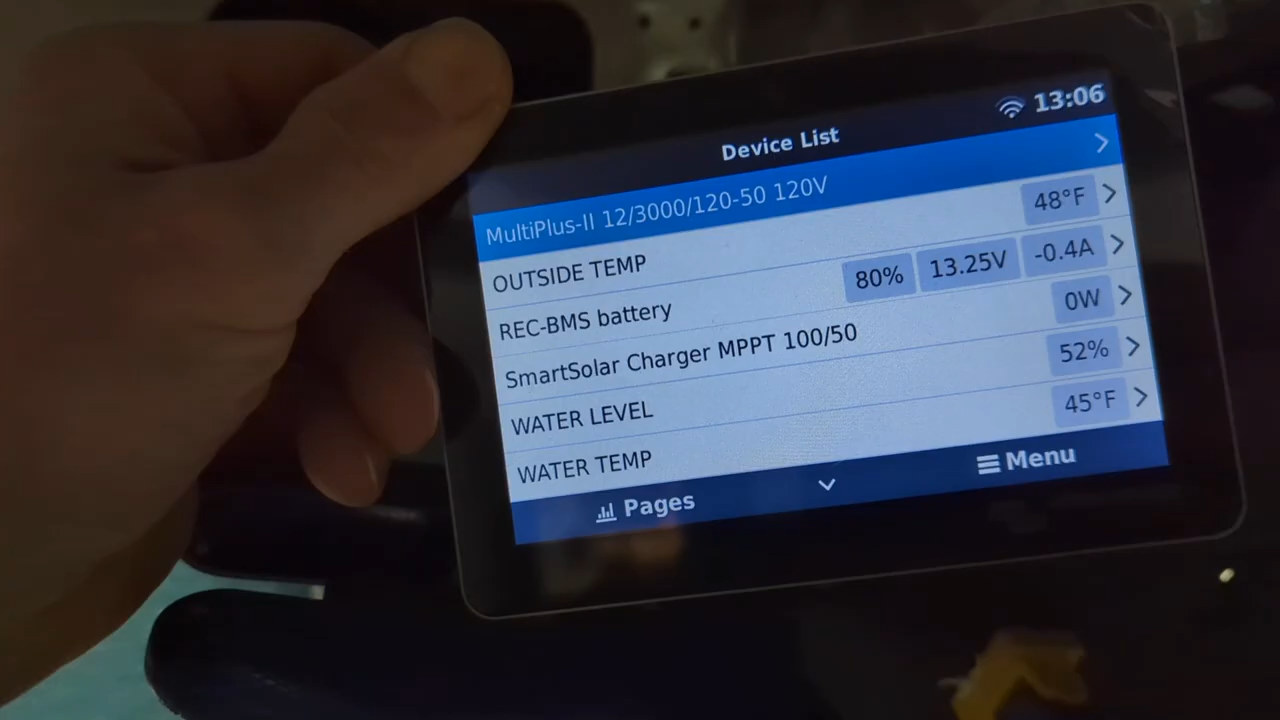 13:06
Device List
MultiPlus-II 12/3000/120-50 120V
OUTSIDE TEMP 48°F
REC-BMS battery 80% 13.25V -0.4A
SmartSolar Charger MPPT 100/50 0W
WATER LEVEL 52%
WATER TEMP 45°F
Pages Menu